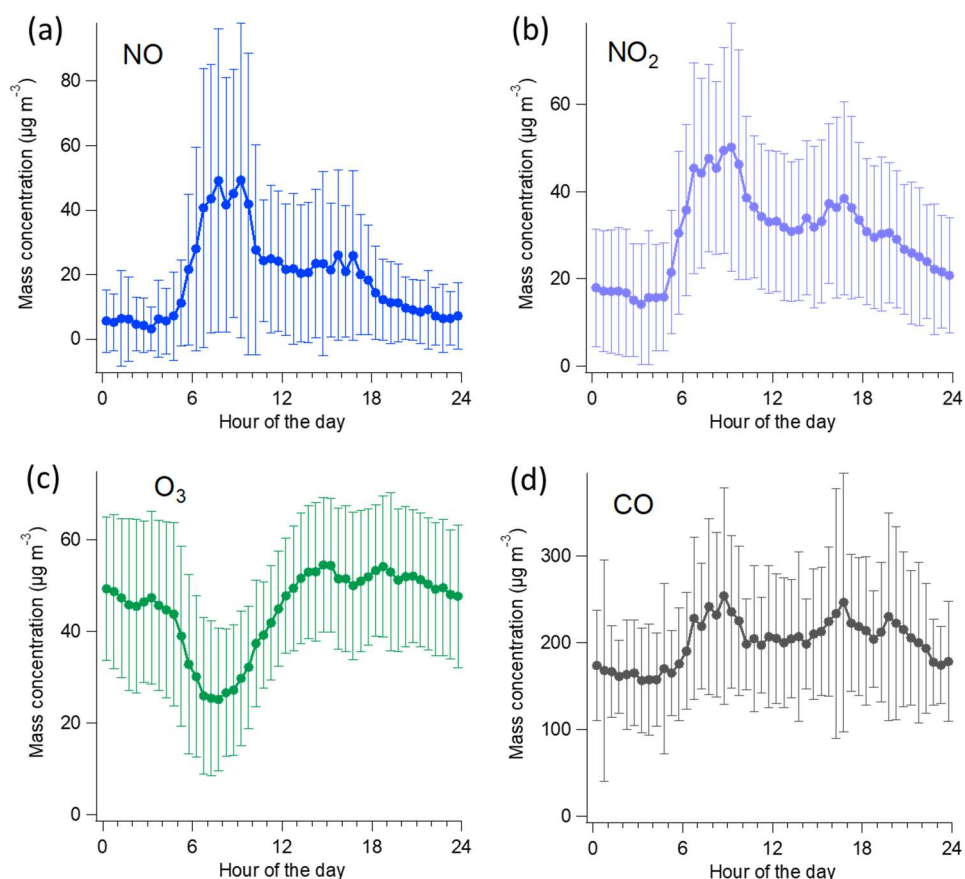 (a)
NO
Mass concentration (µg m⁻³)
80
60
40
20
0
0 6 12 18 24
Hour of the day
(b)
NO₂
Mass concentration (µg m⁻³)
60
40
20
0
0 6 12 18 24
Hour of the day
(c)
O₃
Mass concentration (µg m⁻³)
60
40
20
0
0 6 12 18 24
Hour of the day
(d)
CO
Mass concentration (µg m⁻³)
300
200
100
0
0 6 12 18 24
Hour of the day